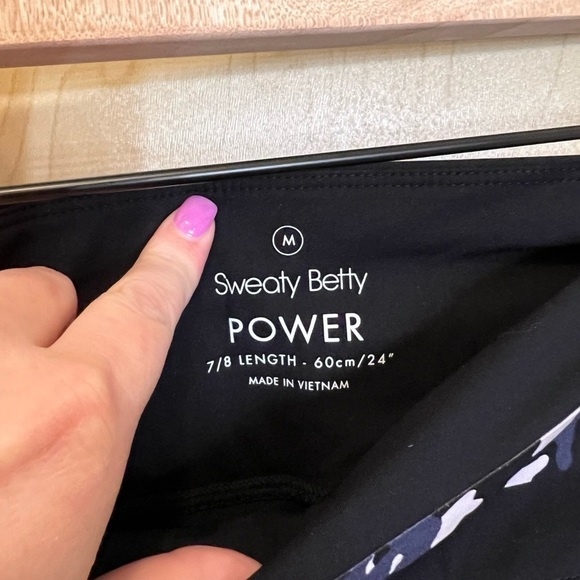 M
Sweaty Betty
POWER
7/8 LENGTH - 60cm/24"
MADE IN VIETNAM